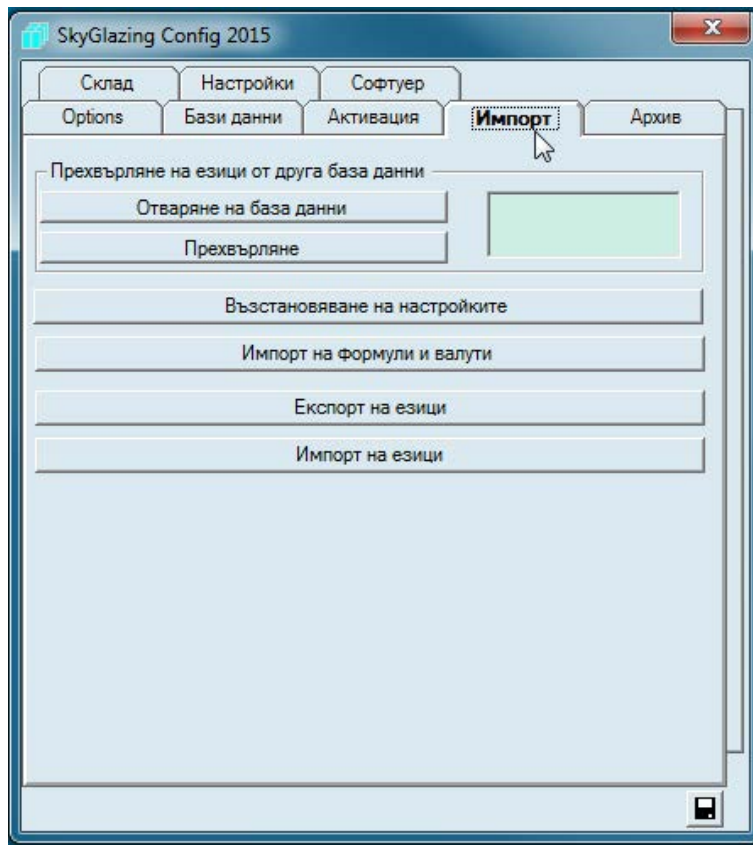 SkyGlazing Config 2015
Склад Настройки Софтуер
Options Бази данни Активация Импорт Архив
Прехвърляне на езици от друга база данни
Отваряне на база данни
Прехвърляне
Възстановяване на настройките
Импорт на формули и валути
Експорт на езици
Импорт на езици